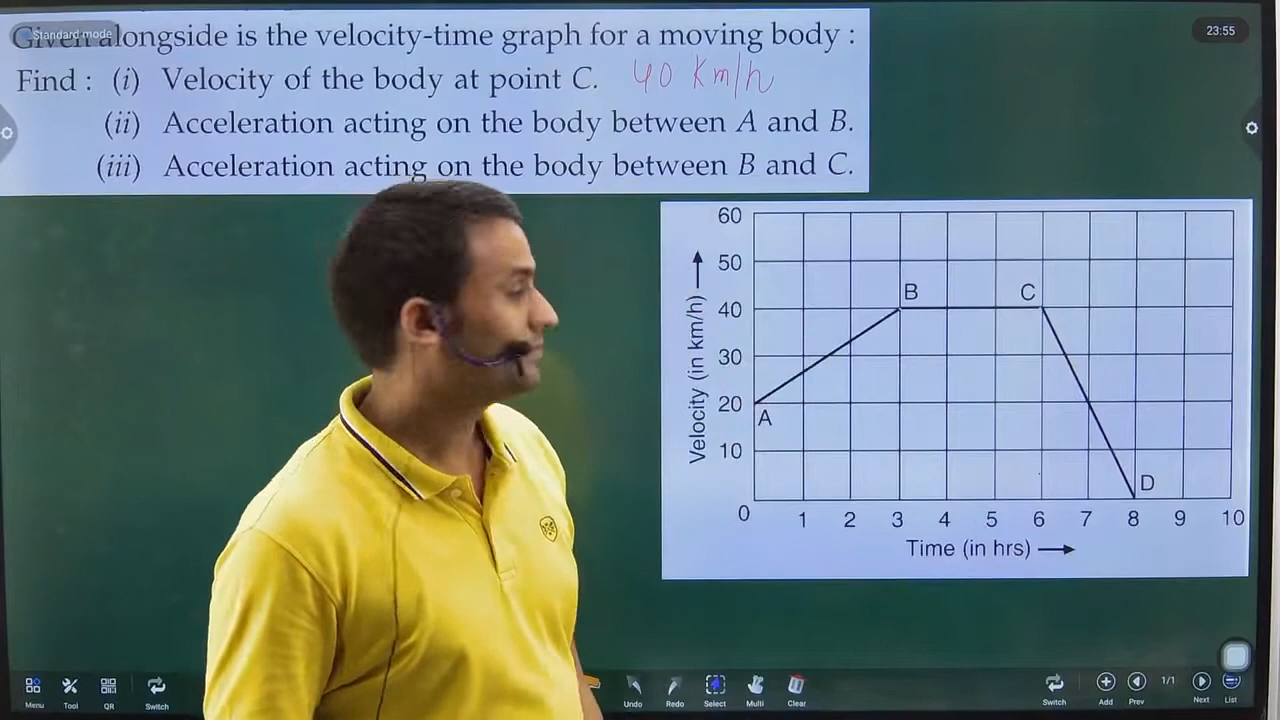 Standard mode
23:55
Given alongside is the velocity-time graph for a moving body :
Find : (i) Velocity of the body at point C. 40 Km/h
(ii) Acceleration acting on the body between A and B.
(iii) Acceleration acting on the body between B and C.
60
50
40
30
20
10
0
Velocity (in km/h)
A
B
C
D
1 2 3 4 5 6 7 8 9 10
Time (in hrs)
Menu Tool QR Switch Undo Redo Select Multi Clear Switch Add Prev 1/1 Next List